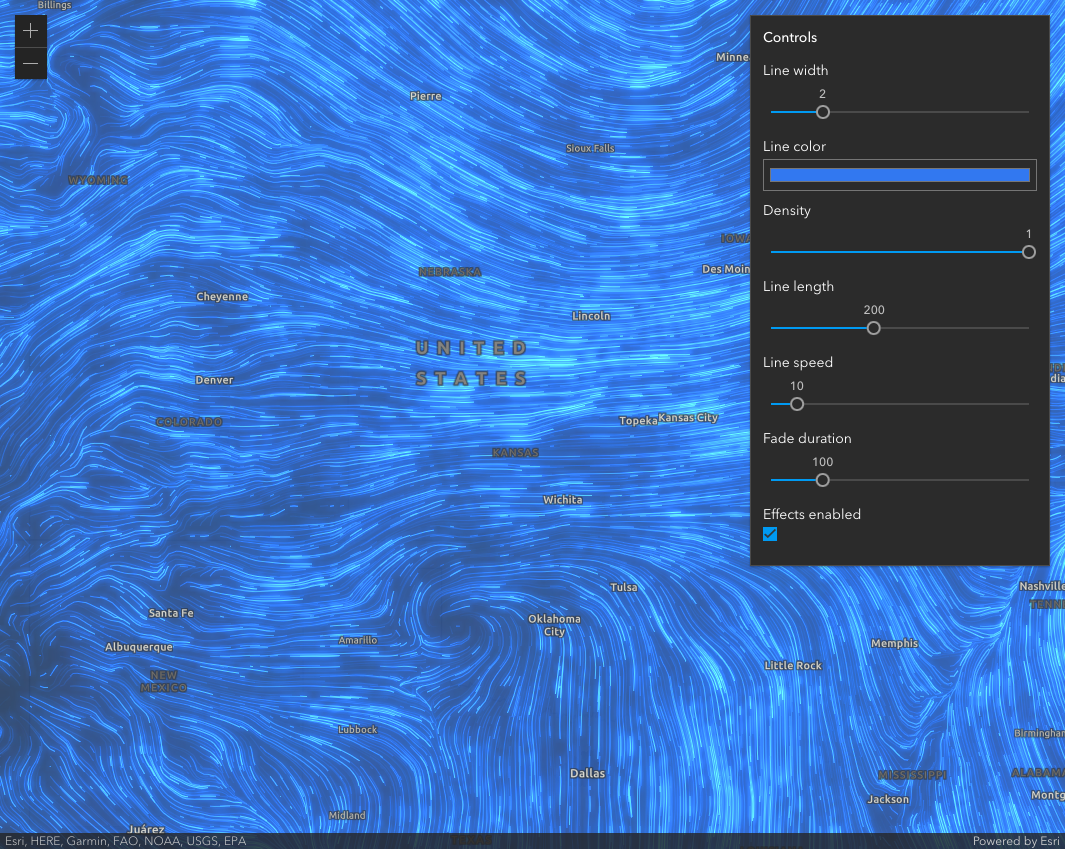 Billings
+
−
Pierre
Sioux Falls
WYOMING
NEBRASKA
Cheyenne
Lincoln
UNITED
STATES
Denver
COLORADO
Topeka
Kansas City
KANSAS
Wichita
Tulsa
Oklahoma
City
Santa Fe
Albuquerque
Amarillo
NEW
MEXICO
Lubbock
Dallas
Midland
Juárez
Minne
IOWA
Des Moin
Controls
Line width
2
Line color
Density
1
Line length
200
Line speed
10
Fade duration
100
Effects enabled
dia
Nashville
TENN
Memphis
Little Rock
Birmingham
MISSISSIPPI
ALABAMA
Jackson
Montg
Esri, HERE, Garmin, FAO, NOAA, USGS, EPA
Powered by Esri